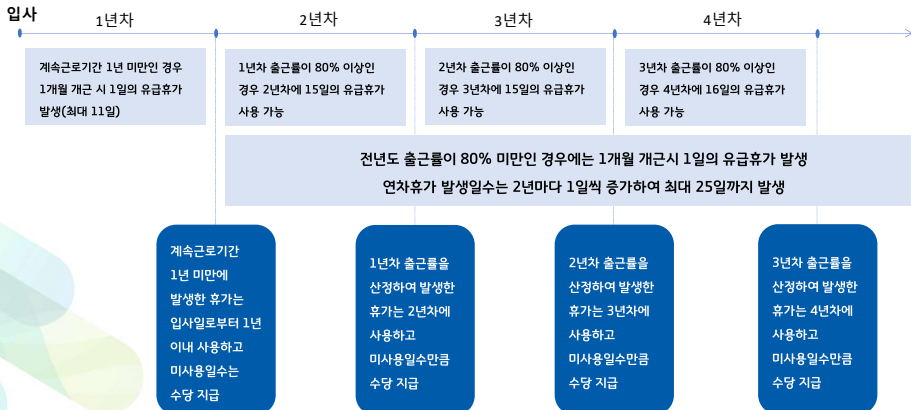 입사
1년차
2년차
3년차
4년차
계속근로기간 1년 미만인 경우
1개월 개근 시 1일의 유급휴가
발생(최대 11일)
1년차 출근률이 80% 이상인
경우 2년차에 15일의 유급휴가
사용 가능
2년차 출근률이 80% 이상인
경우 3년차에 15일의 유급휴가
사용 가능
3년차 출근률이 80% 이상인
경우 4년차에 16일의 유급휴가
사용 가능
전년도 출근률이 80% 미만인 경우에는 1개월 개근시 1일의 유급휴가 발생
연차휴가 발생일수는 2년마다 1일씩 증가하여 최대 25일까지 발생
계속근로기간
1년 미만에
발생한 휴가는
입사일로부터 1년
이내 사용하고
미사용일수는
수당 지급
1년차 출근률을
산정하여 발생한
휴가는 2년차에
사용하고
미사용일수만큼
수당 지급
2년차 출근률을
산정하여 발생한
휴가는 3년차에
사용하고
미사용일수만큼
수당 지급
3년차 출근률을
산정하여 발생한
휴가는 4년차에
사용하고
미사용일수만큼
수당 지급